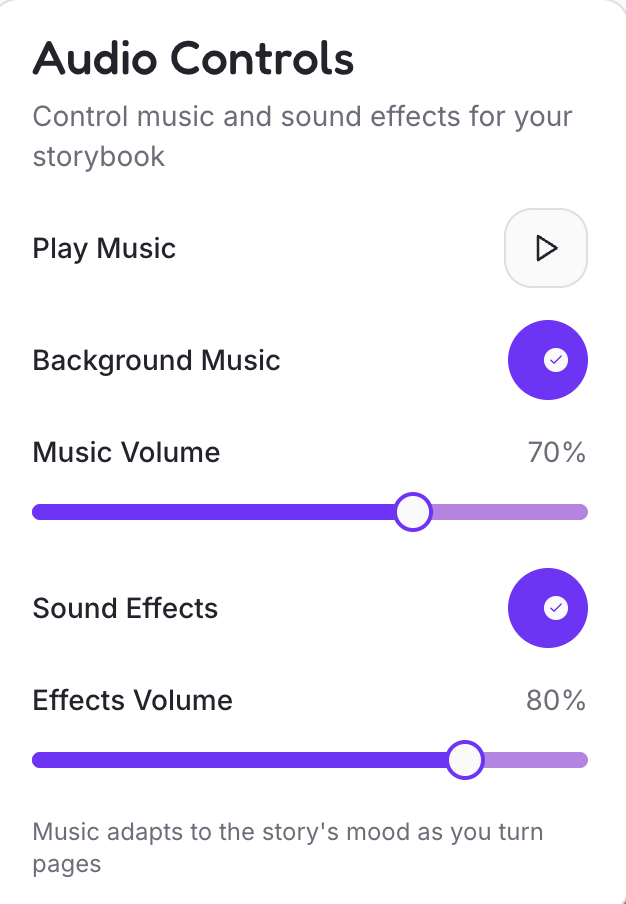 Audio Controls
Control music and sound effects for your
storybook
Play Music
Background Music
Music Volume
70%
Sound Effects
Effects Volume
80%
Music adapts to the story's mood as you turn
pages